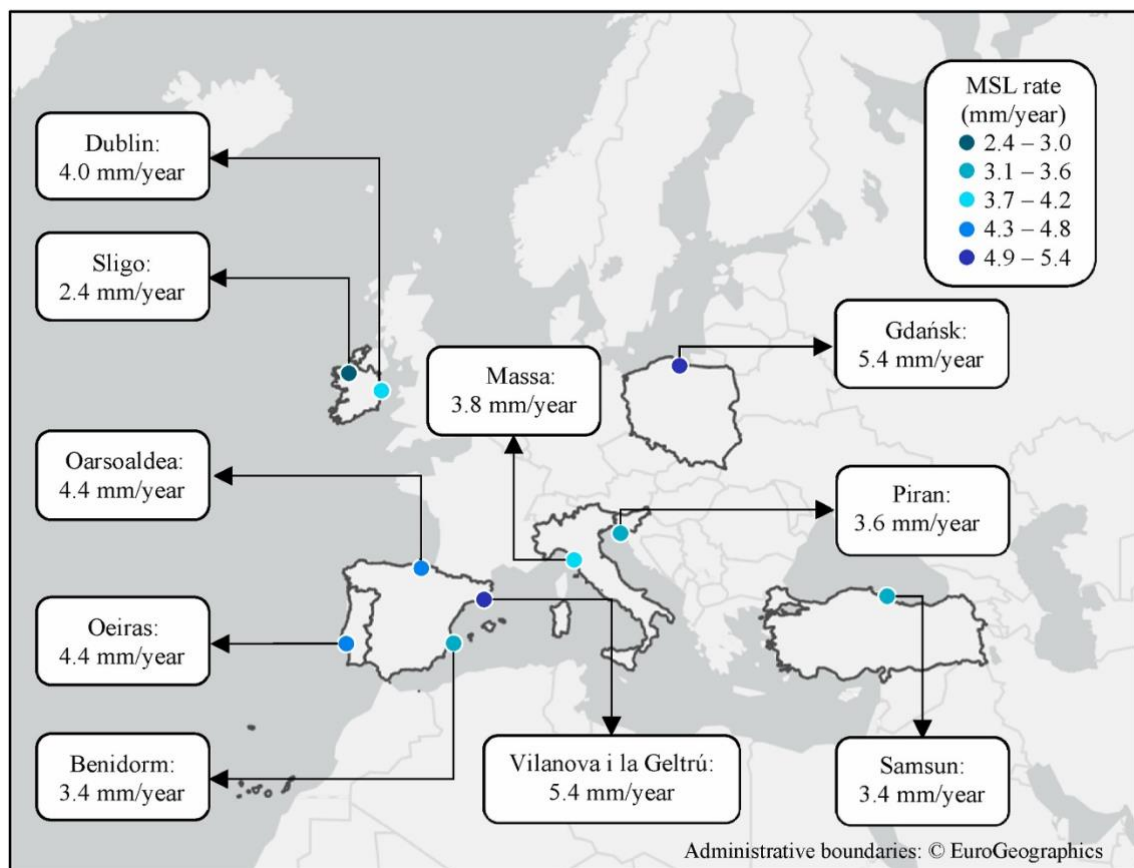 MSL rate
(mm/year)
2.4 – 3.0
3.1 – 3.6
3.7 – 4.2
4.3 – 4.8
4.9 – 5.4
Dublin:
4.0 mm/year
Sligo:
2.4 mm/year
Gdańsk:
5.4 mm/year
Massa:
3.8 mm/year
Oarsoaldea:
4.4 mm/year
Piran:
3.6 mm/year
Oeiras:
4.4 mm/year
Benidorm:
3.4 mm/year
Vilanova i la Geltrú:
5.4 mm/year
Samsun:
3.4 mm/year
Administrative boundaries: © EuroGeographics